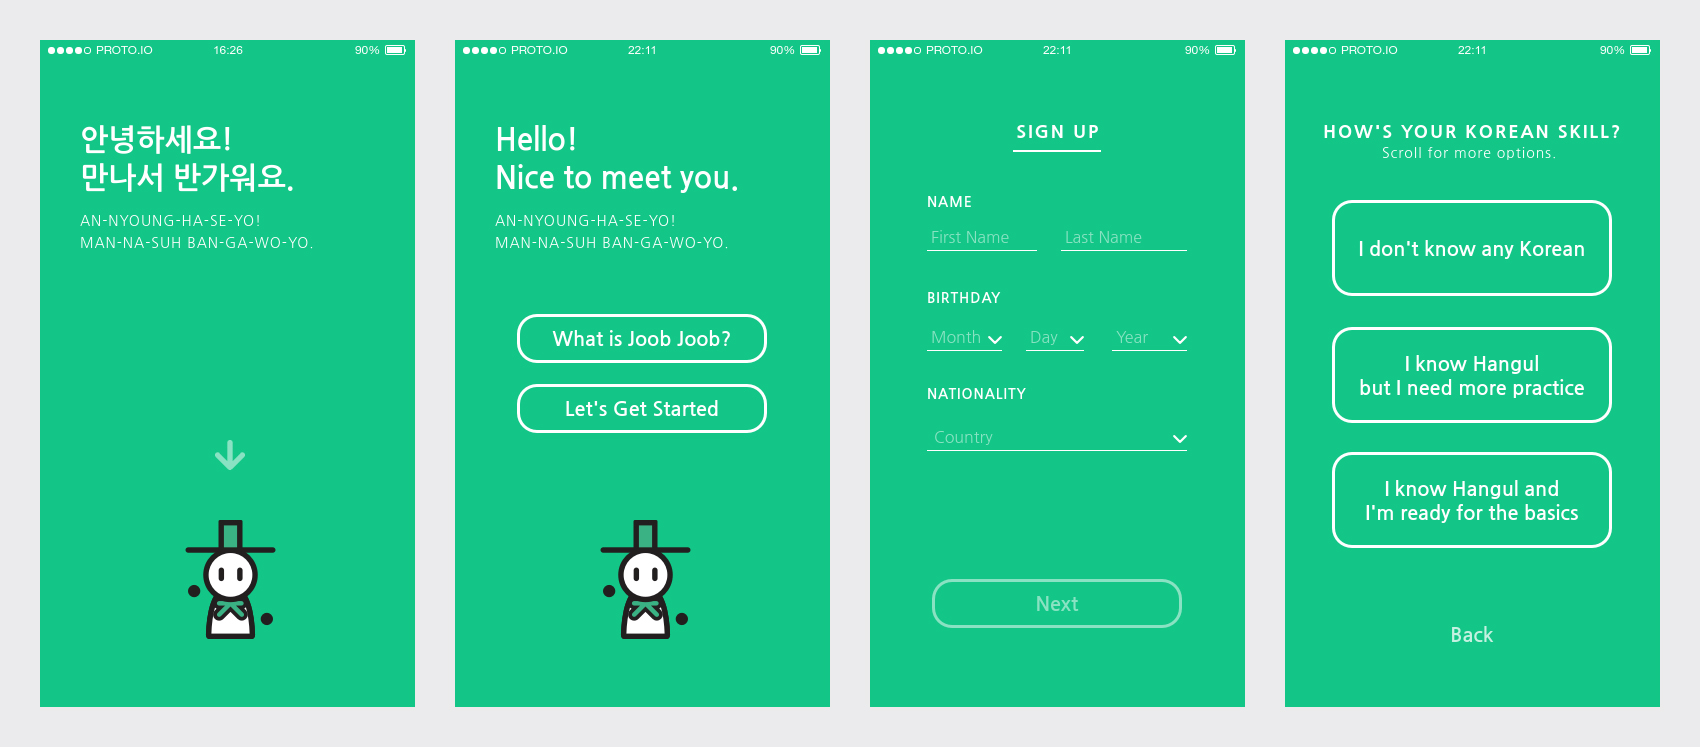 PROTO.IO 16:26 90%
안녕하세요!
만나서 반가워요.
AN-NYOUNG-HA-SE-YO!
MAN-NA-SUH BAN-GA-WO-YO.
PROTO.IO 22:11 90%
Hello!
Nice to meet you.
AN-NYOUNG-HA-SE-YO!
MAN-NA-SUH BAN-GA-WO-YO.
What is Joob Joob?
Let's Get Started
PROTO.IO 22:11 90%
SIGN UP
NAME
First Name Last Name
BIRTHDAY
Month Day Year
NATIONALITY
Country
Next
PROTO.IO 22:11 90%
HOW'S YOUR KOREAN SKILL?
Scroll for more options.
I don't know any Korean
I know Hangul
but I need more practice
I know Hangul and
I'm ready for the basics
Back